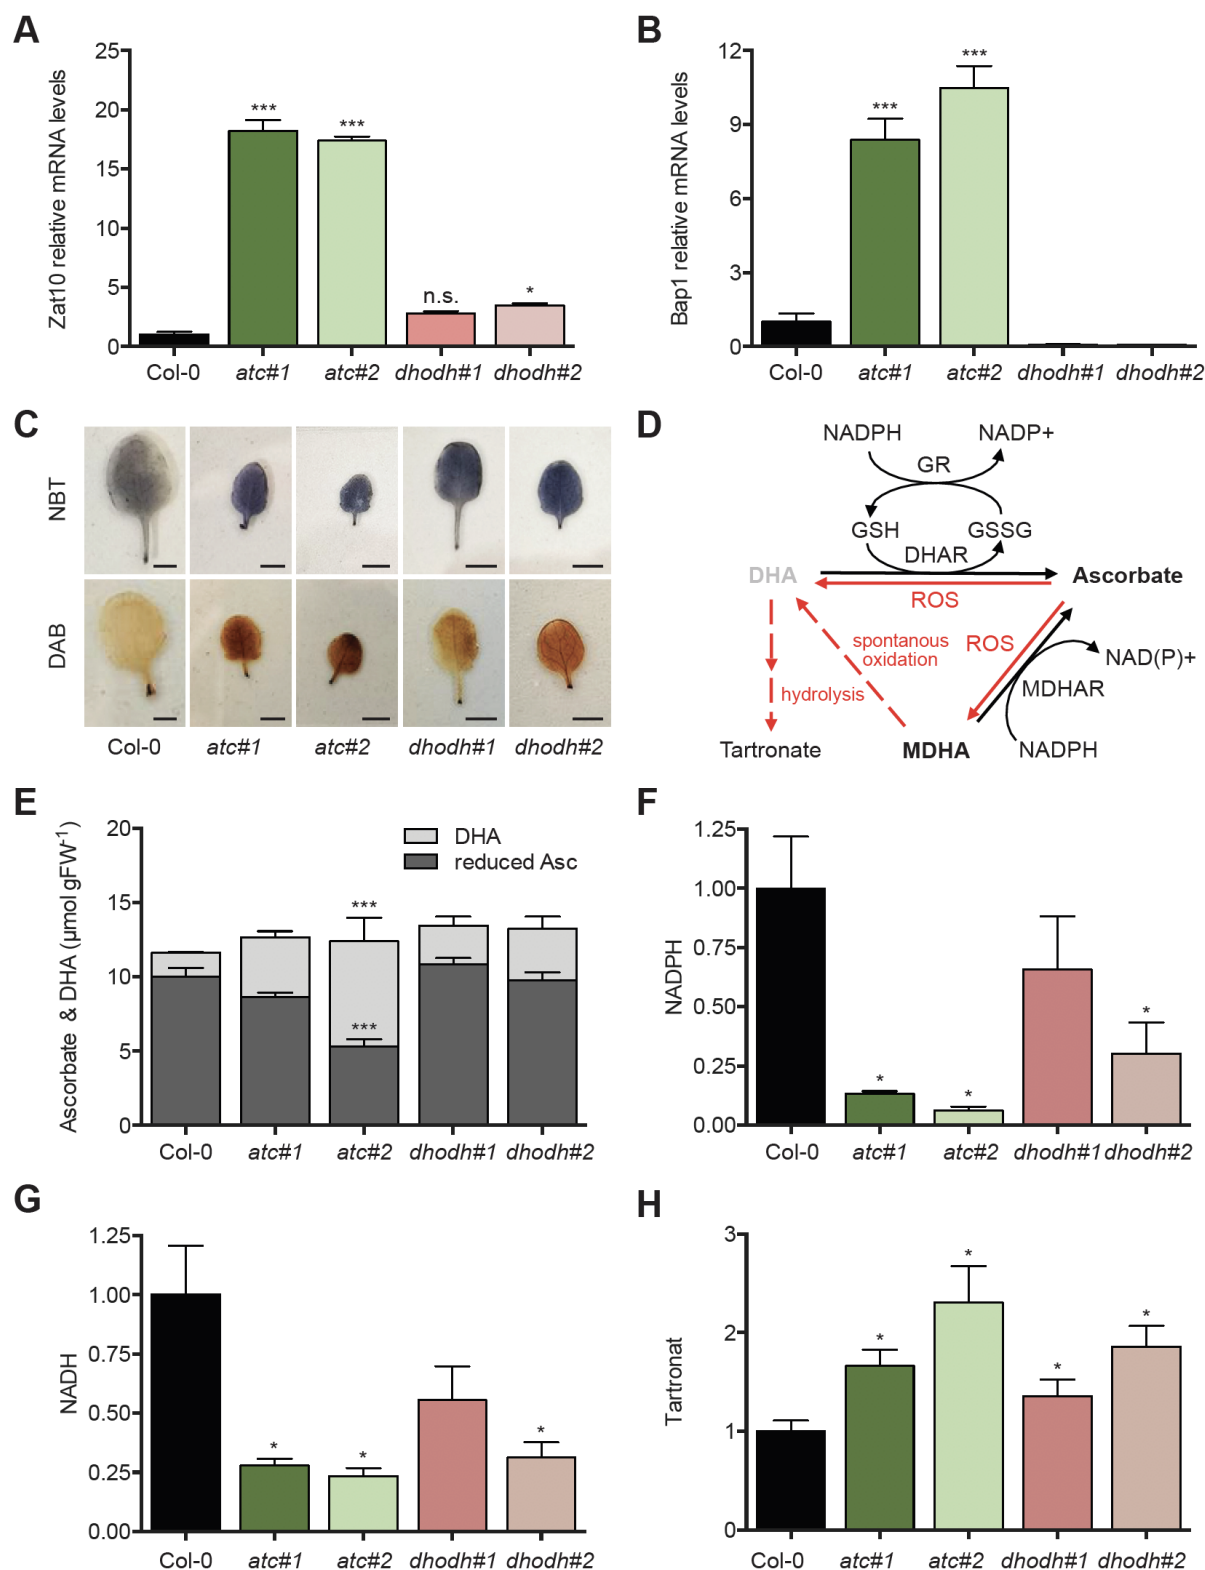 A
Zat10 relative mRNA levels
25
20
15
10
5
0
***
***
n.s.
*
Col-0
atc#1
atc#2
dhodh#1
dhodh#2
B
Bap1 relative mRNA levels
12
9
6
3
0
***
***
Col-0
atc#1
atc#2
dhodh#1
dhodh#2
C
NBT
DAB
Col-0
atc#1
atc#2
dhodh#1
dhodh#2
D
NADPH
NADP+
GR
GSH
GSSG
DHAR
DHA
Ascorbate
ROS
spontanous
oxidation
ROS
NAD(P)+
MDHAR
hydrolysis
Tartronate
MDHA
NADPH
E
Ascorbate & DHA (µmol gFW-1)
20
15
10
5
0
DHA
reduced Asc
***
***
Col-0
atc#1
atc#2
dhodh#1
dhodh#2
F
NADPH
1.25
1.00
0.75
0.50
0.25
0.00
*
*
*
Col-0
atc#1
atc#2
dhodh#1
dhodh#2
G
NADH
1.25
1.00
0.75
0.50
0.25
0.00
*
*
*
Col-0
atc#1
atc#2
dhodh#1
dhodh#2
H
Tartronat
3
2
1
0
*
*
*
*
Col-0
atc#1
atc#2
dhodh#1
dhodh#2